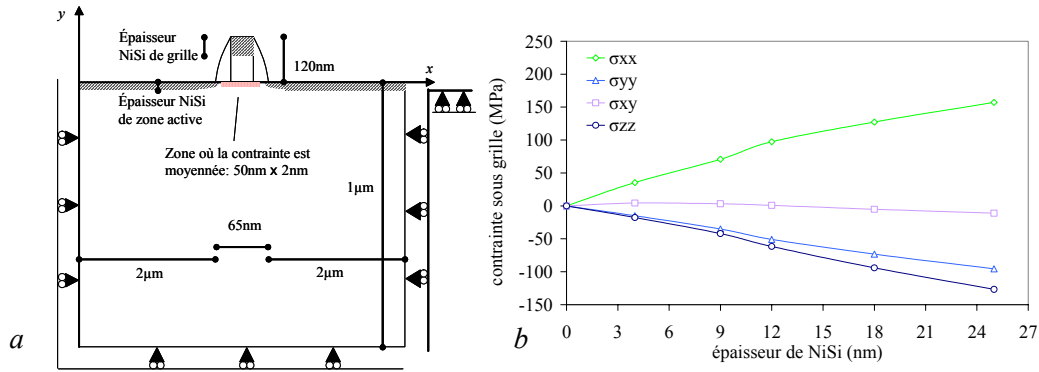 y
Épaisseur
NiSi de grille
120nm
x
Épaisseur NiSi
de zone active
Zone où la contrainte est
moyennée: 50nm x 2nm
1µm
65nm
2µm
2µm
a
contrainte sous grille (MPa)
250
200
150
100
50
0
-50
-100
-150
σxx
σyy
σxy
σzz
0
3
6
9
12
15
18
21
24
27
épaisseur de NiSi (nm)
b